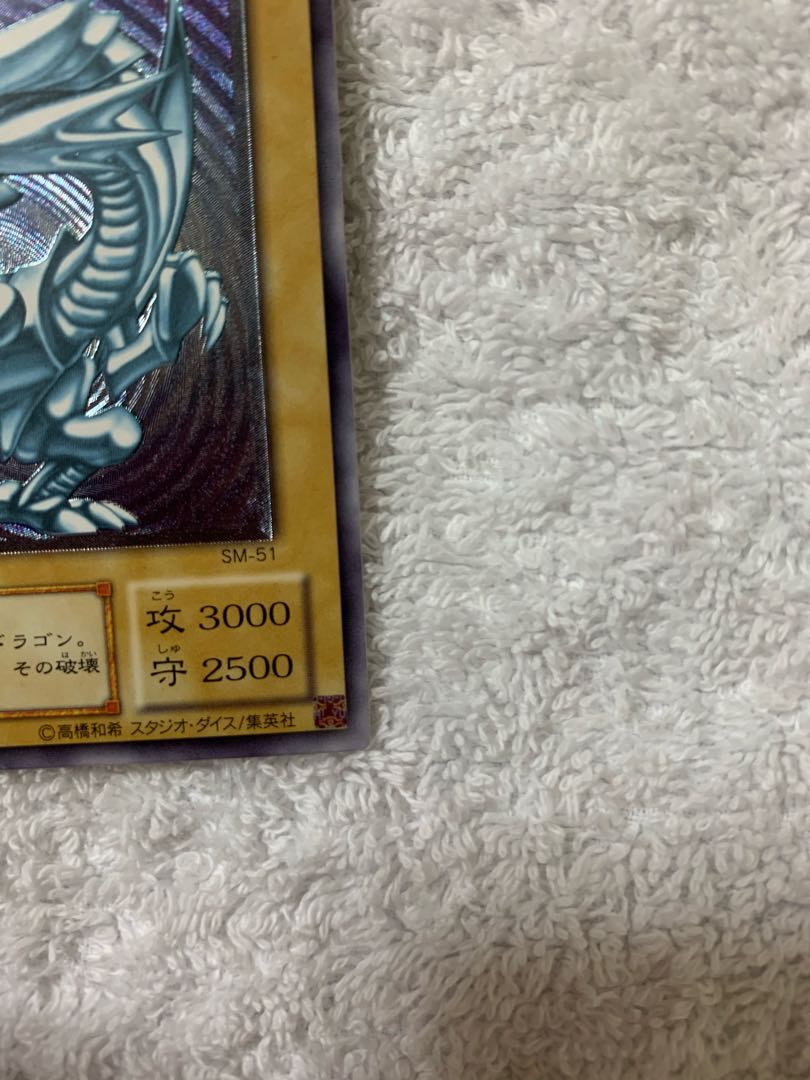 SM-51
こう
攻 3000
しゅ
守 2500
ドラゴン。
は かい
その破壊
©高橋和希 スタジオ・ダイス/集英社